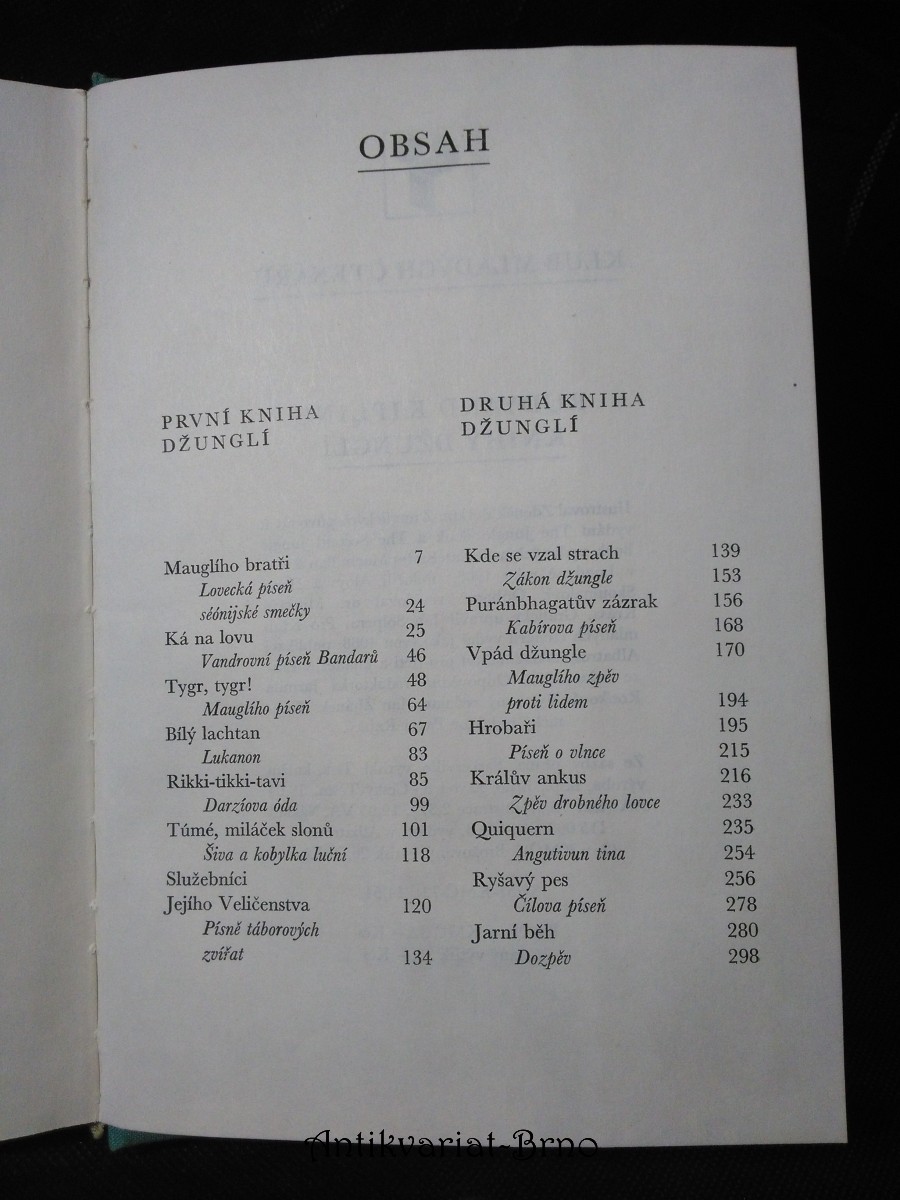 OBSAH
PRVNÍ KNIHA
DŽUNGLÍ
Mauglího bratři 7
Lovecká píseň
séónijské smečky 24
Ká na lovu 25
Vandrovní píseň Bandarů 46
Tygr, tygr! 48
Mauglího píseň 64
Bílý lachtan 67
Lukanon 83
Rikki-tikki-tavi 85
Darzíova óda 99
Túmé, miláček slonů 101
Šiva a kobylka luční 118
Služebníci
Jejího Veličenstva 120
Písně táborových
zvířat 134
DRUHÁ KNIHA
DŽUNGLÍ
Kde se vzal strach 139
Zákon džungle 153
Puránbhagatův zázrak 156
Kabírova píseň 168
Vpád džungle 170
Mauglího zpěv
proti lidem 194
Hrobaři 195
Píseň o vlnce 215
Králův ankus 216
Zpěv drobného lovce 233
Quiquern 235
Angutivun tina 254
Ryšavý pes 256
Čílova píseň 278
Jarní běh 280
Dozpěv 298
Antikvariat-Brno